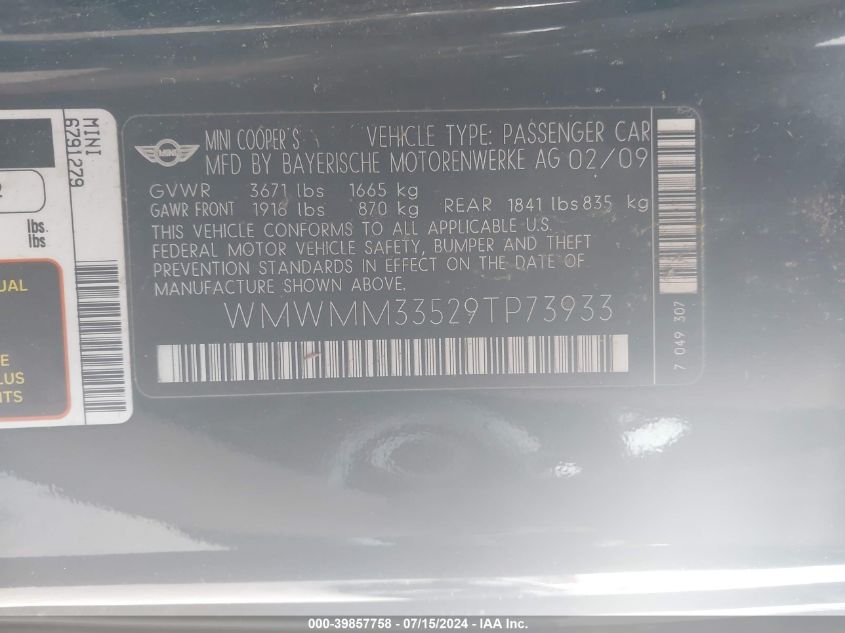 MINI
6791279
2
lbs.
lbs
UAL
E
LUS
NTS
MINI
MINI COOPER S VEHICLE TYPE: PASSENGER CAR
MFD BY BAYERISCHE MOTORENWERKE AG 02/09
GVWR 3671 lbs 1665 kg
GAWR FRONT 1918 lbs 870 kg REAR 1841 lbs 835 kg
THIS VEHICLE CONFORMS TO ALL APPLICABLE U.S.
FEDERAL MOTOR VEHICLE SAFETY, BUMPER AND THEFT
PREVENTION STANDARDS IN EFFECT ON THE DATE OF
MANUFACTURE SHOWN ABOVE.
WMWMM33529TP73933
7 049 307
000-39857758 - 07/15/2024 - IAA Inc.